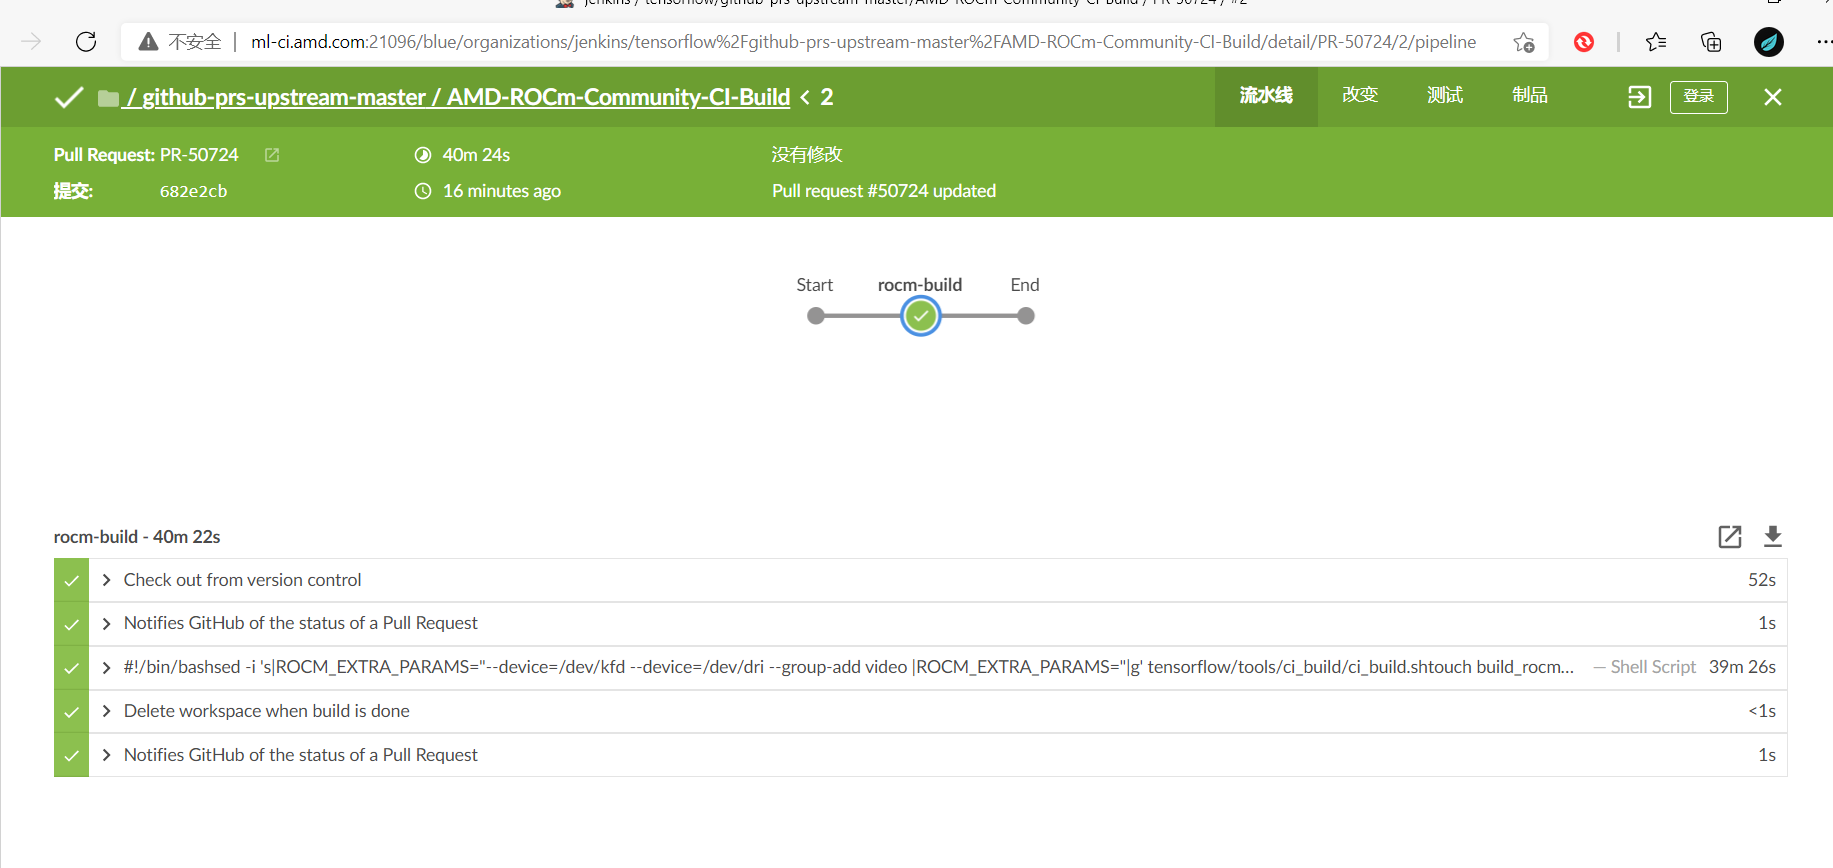 jenkins / tensorflow/github-prs-upstream-master/AMD-ROCm-Community-CI-Build / PR-50724 / #2
不安全 ml-ci.amd.com:21096/blue/organizations/jenkins/tensorflow%2Fgithub-prs-upstream-master%2FAMD-ROCm-Community-CI-Build/detail/PR-50724/2/pipeline
/ github-prs-upstream-master / AMD-ROCm-Community-CI-Build < 2 流水线 改变 测试 制品 登录
Pull Request: PR-50724 40m 24s 没有修改
提交: 682e2cb 16 minutes ago Pull request #50724 updated
Start rocm-build End
rocm-build - 40m 22s
Check out from version control 52s
Notifies GitHub of the status of a Pull Request 1s
#!/bin/bashsed -i 's|ROCM_EXTRA_PARAMS="--device=/dev/kfd --device=/dev/dri --group-add video |ROCM_EXTRA_PARAMS="|g' tensorflow/tools/ci_build/ci_build.shtouch build_rocm... — Shell Script 39m 26s
Delete workspace when build is done <1s
Notifies GitHub of the status of a Pull Request 1s